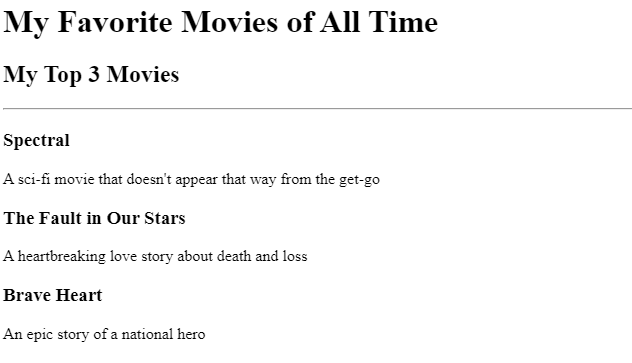 My Favorite Movies of All Time
My Top 3 Movies
Spectral
A sci-fi movie that doesn't appear that way from the get-go
The Fault in Our Stars
A heartbreaking love story about death and loss
Brave Heart
An epic story of a national hero